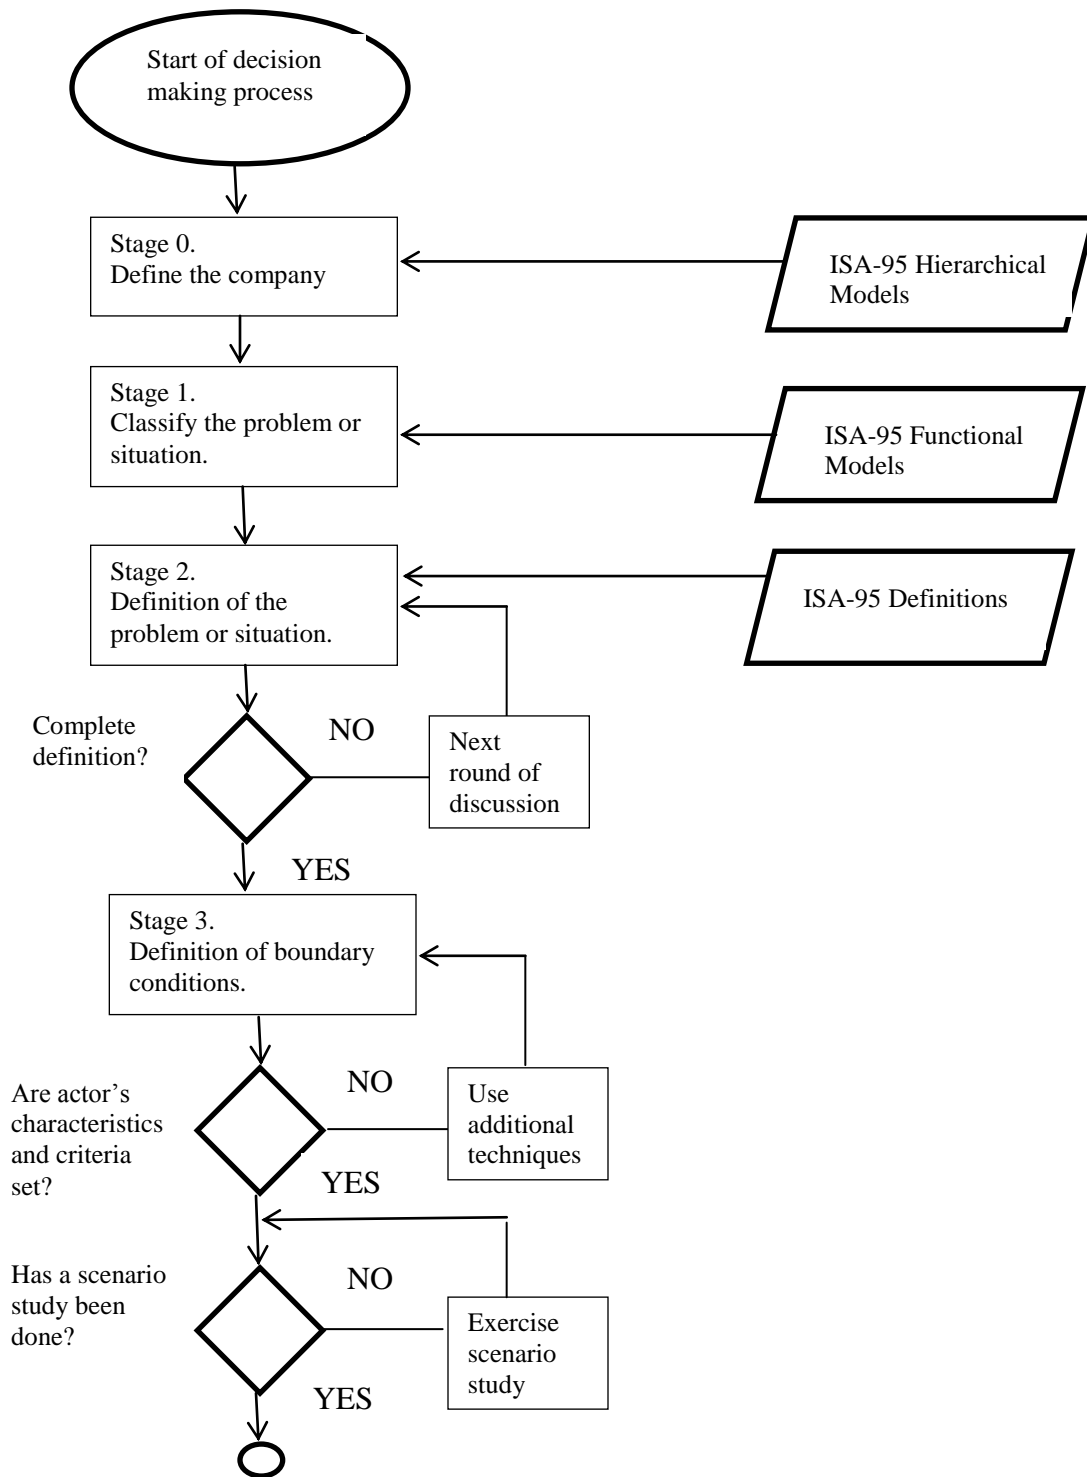 Start of decision
making process
Stage 0.
Define the company
ISA-95 Hierarchical
Models
Stage 1.
Classify the problem or
situation.
ISA-95 Functional
Models
Stage 2.
Definition of the
problem or situation.
ISA-95 Definitions
Complete
definition?
NO
Next
round of
discussion
YES
Stage 3.
Definition of boundary
conditions.
Are actor’s
characteristics
and criteria
set?
NO
Use
additional
techniques
YES
Has a scenario
study been
done?
NO
Exercise
scenario
study
YES